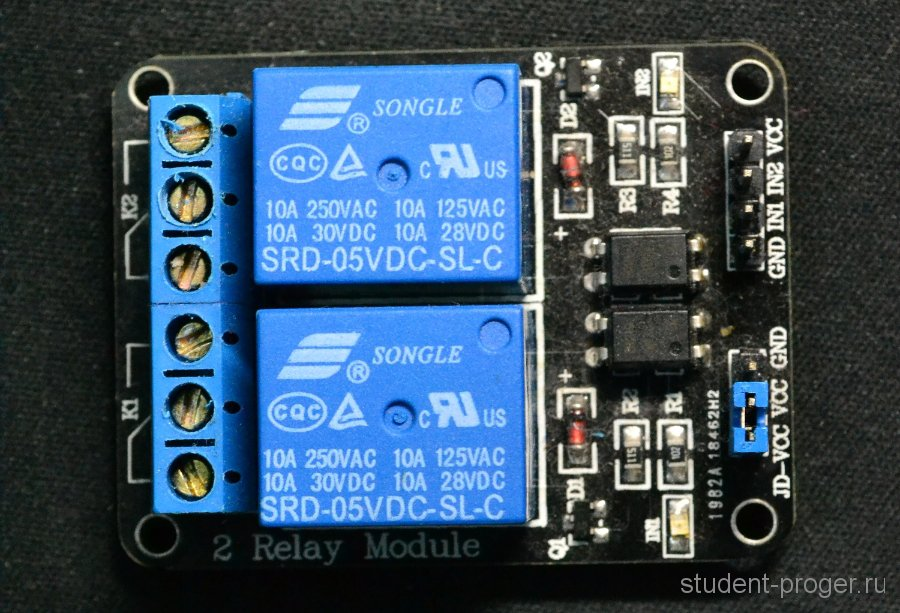 Q2
IN2
D2
R3
R4
VCC
IN2
IN1
GND
K2
SONGLE
®
CQC
C US
10A 250VAC 10A 125VAC
10A 30VDC 10A 28VDC
SRD-05VDC-SL-C
+
K1
SONGLE
®
CQC
C US
10A 250VAC 10A 125VAC
10A 30VDC 10A 28VDC
SRD-05VDC-SL-C
+
R2
R1
115
102
D1
Q1
IN1
1982A 18462H2
GND
VCC
JD-VCC
2 Relay Module
student-proger.ru